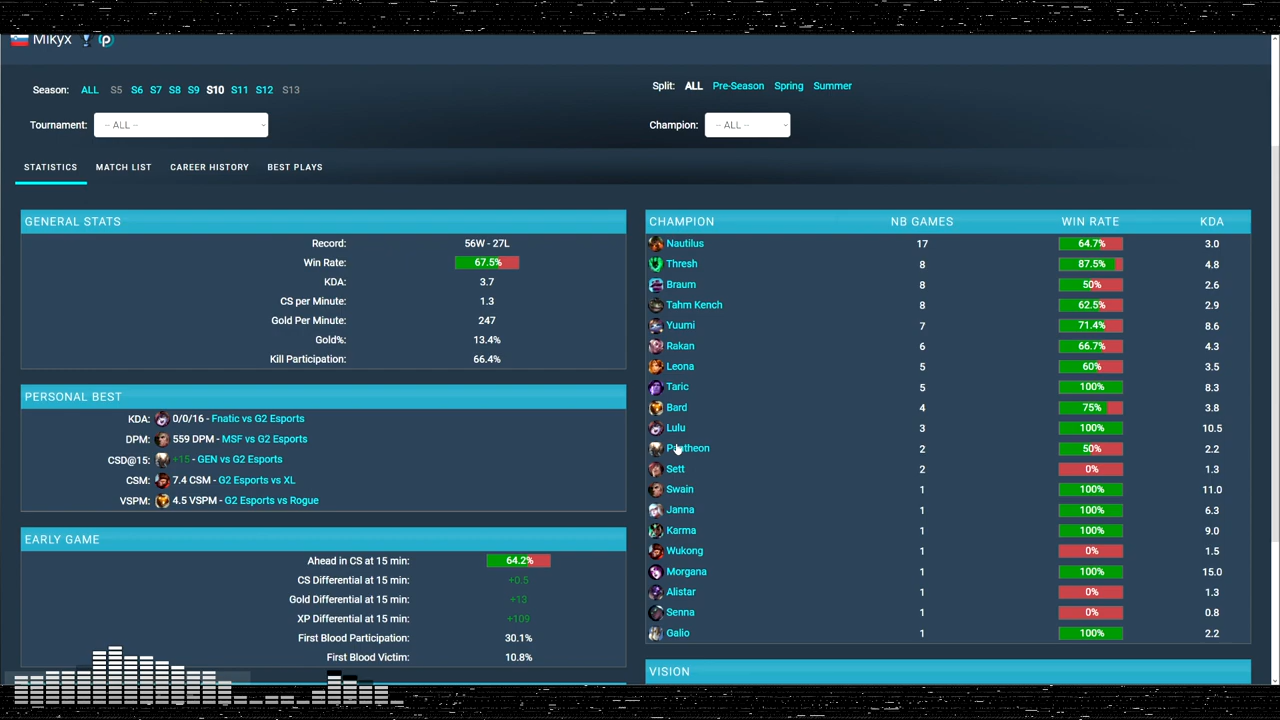 Mikyx
Season: ALL S5 S6 S7 S8 S9 S10 S11 S12 S13
Split: ALL Pre-Season Spring Summer
Tournament: -- ALL --
Champion: -- ALL --
STATISTICS MATCH LIST CAREER HISTORY BEST PLAYS
GENERAL STATS
Record: 56W - 27L
Win Rate: 67.5%
KDA: 3.7
CS per Minute: 1.3
Gold Per Minute: 247
Gold%: 13.4%
Kill Participation: 66.4%
PERSONAL BEST
KDA: 0/0/16 - Fnatic vs G2 Esports
DPM: 559 DPM - MSF vs G2 Esports
CSD@15: +15 - GEN vs G2 Esports
CSM: 7.4 CSM - G2 Esports vs XL
VSPM: 4.5 VSPM - G2 Esports vs Rogue
EARLY GAME
Ahead in CS at 15 min: 64.2%
CS Differential at 15 min: +0.5
Gold Differential at 15 min: +13
XP Differential at 15 min: +109
First Blood Participation: 30.1%
First Blood Victim: 10.8%
CHAMPION NB GAMES WIN RATE KDA
Nautilus 17 64.7% 3.0
Thresh 8 87.5% 4.8
Braum 8 50% 2.6
Tahm Kench 8 62.5% 2.9
Yuumi 7 71.4% 8.6
Rakan 6 66.7% 4.3
Leona 5 60% 3.5
Taric 5 100% 8.3
Bard 4 75% 3.8
Lulu 3 100% 10.5
Pantheon 2 50% 2.2
Sett 2 0% 1.3
Swain 1 100% 11.0
Janna 1 100% 6.3
Karma 1 100% 9.0
Wukong 1 0% 1.5
Morgana 1 100% 15.0
Alistar 1 0% 1.3
Senna 1 0% 0.8
Galio 1 100% 2.2
VISION